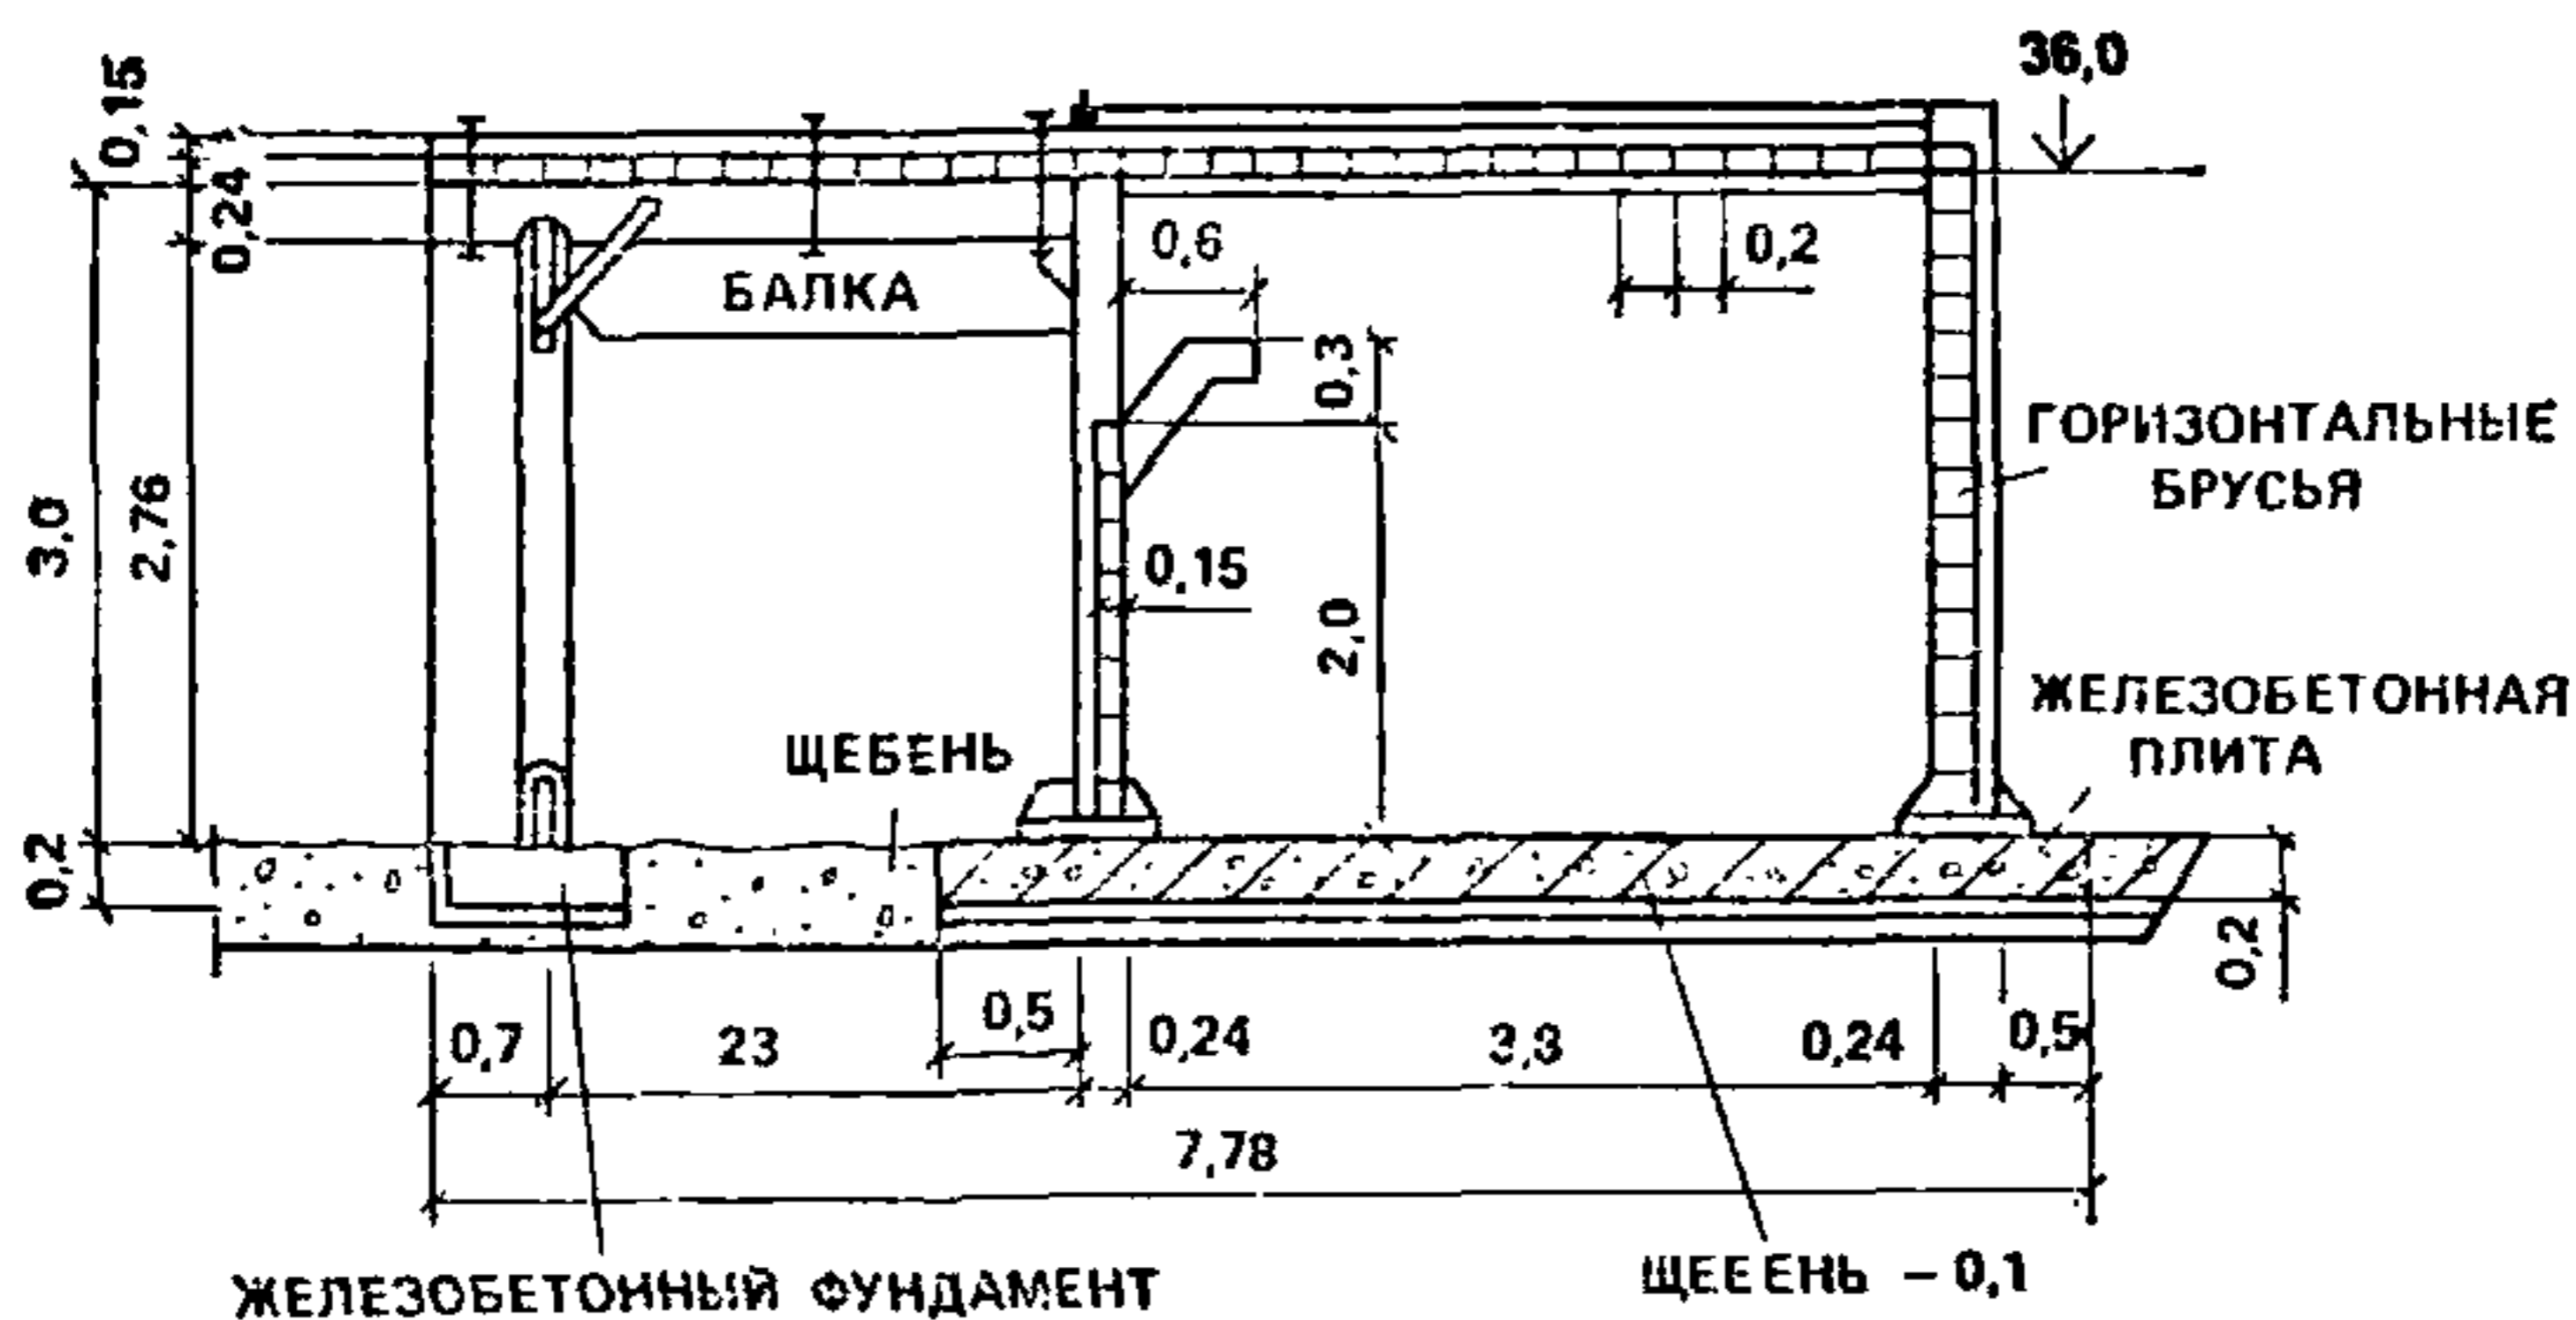 36,0
0,15
0,24
0,6
0,2
БАЛКА
0,3
ГОРИЗОНТАЛЬНЫЕ
БРУСЬЯ
3,0
2,76
0,15
2,0
ЖЕЛЕЗОБЕТОННАЯ
ПЛИТА
ЩЕБЕНЬ
0,2
0,2
0,7
23
0,5
0,24
3,3
0,24
0,5
7,78
ЖЕЛЕЗОБЕТОННЫЙ ФУНДАМЕНТ
ЩЕЕЕНЬ – 0,1